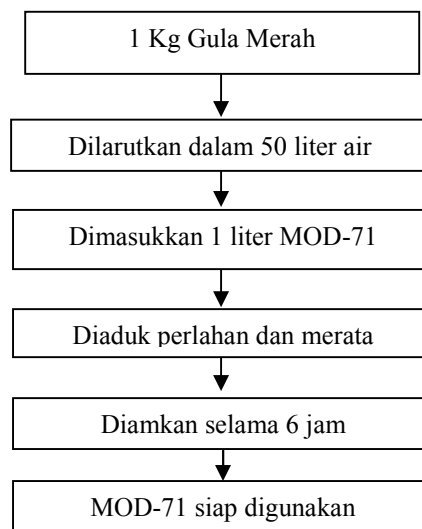 1 Kg Gula Merah
Dilarutkan dalam 50 liter air
Dimasukkan 1 liter MOD-71
Diaduk perlahan dan merata
Diamkan selama 6 jam
MOD-71 siap digunakan